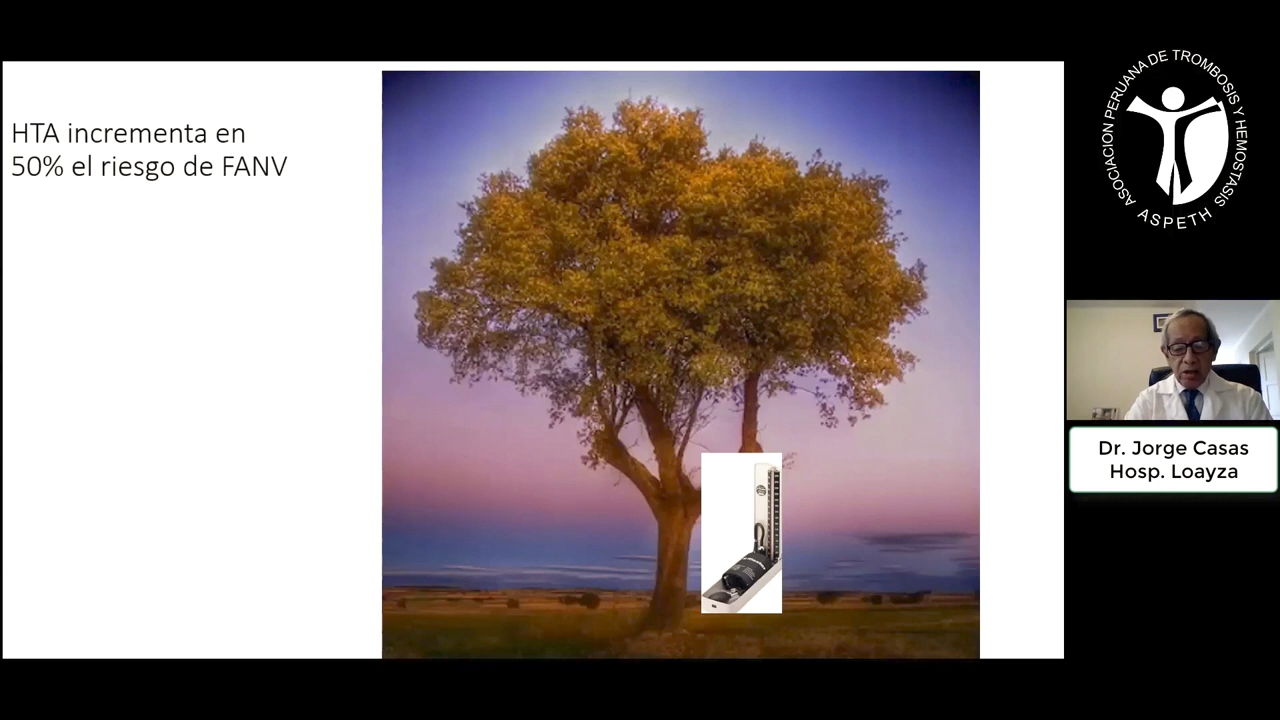 HTA incrementa en
50% el riesgo de FANV
ASOCIACION PERUANA DE TROMBOSIS Y HEMOSTASIS
ASPETH
Dr. Jorge Casas
Hosp. Loayza